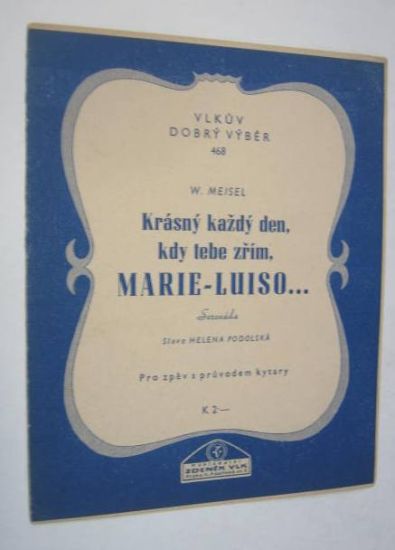 VLKŮV
DOBRÝ VÝBĚR
468
W. MEISEL
Krásný každý den,
kdy tebe zřím,
MARIE-LUISO...
Serenáda
Slova HELENA PODOLSKÁ
Pro zpěv s průvodem kytary
K 2·—
ZDENĚK VLK